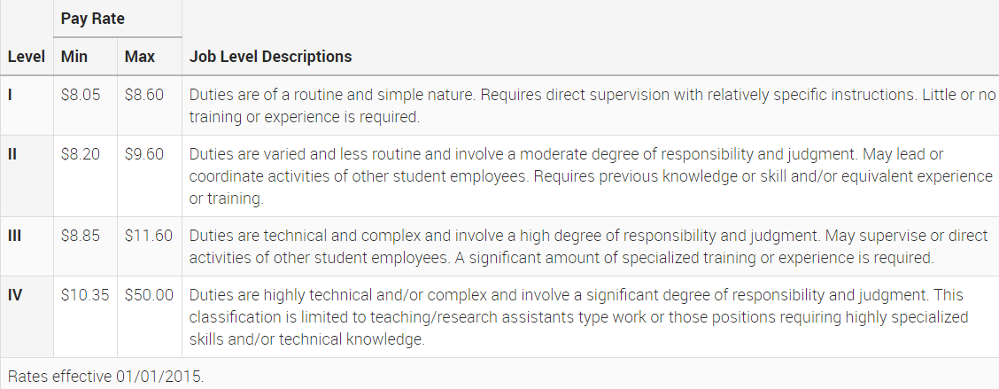 Pay Rate
Level Min Max Job Level Descriptions
I $8.05 $8.60 Duties are of a routine and simple nature. Requires direct supervision with relatively specific instructions. Little or no
training or experience is required.
II $8.20 $9.60 Duties are varied and less routine and involve a moderate degree of responsibility and judgment. May lead or
coordinate activities of other student employees. Requires previous knowledge or skill and/or equivalent experience
or training.
III $8.85 $11.60 Duties are technical and complex and involve a high degree of responsibility and judgment. May supervise or direct
activities of other student employees. A significant amount of specialized training or experience is required.
IV $10.35 $50.00 Duties are highly technical and/or complex and involve a significant degree of responsibility and judgment. This
classification is limited to teaching/research assistants type work or those positions requiring highly specialized
skills and/or technical knowledge.
Rates effective 01/01/2015.